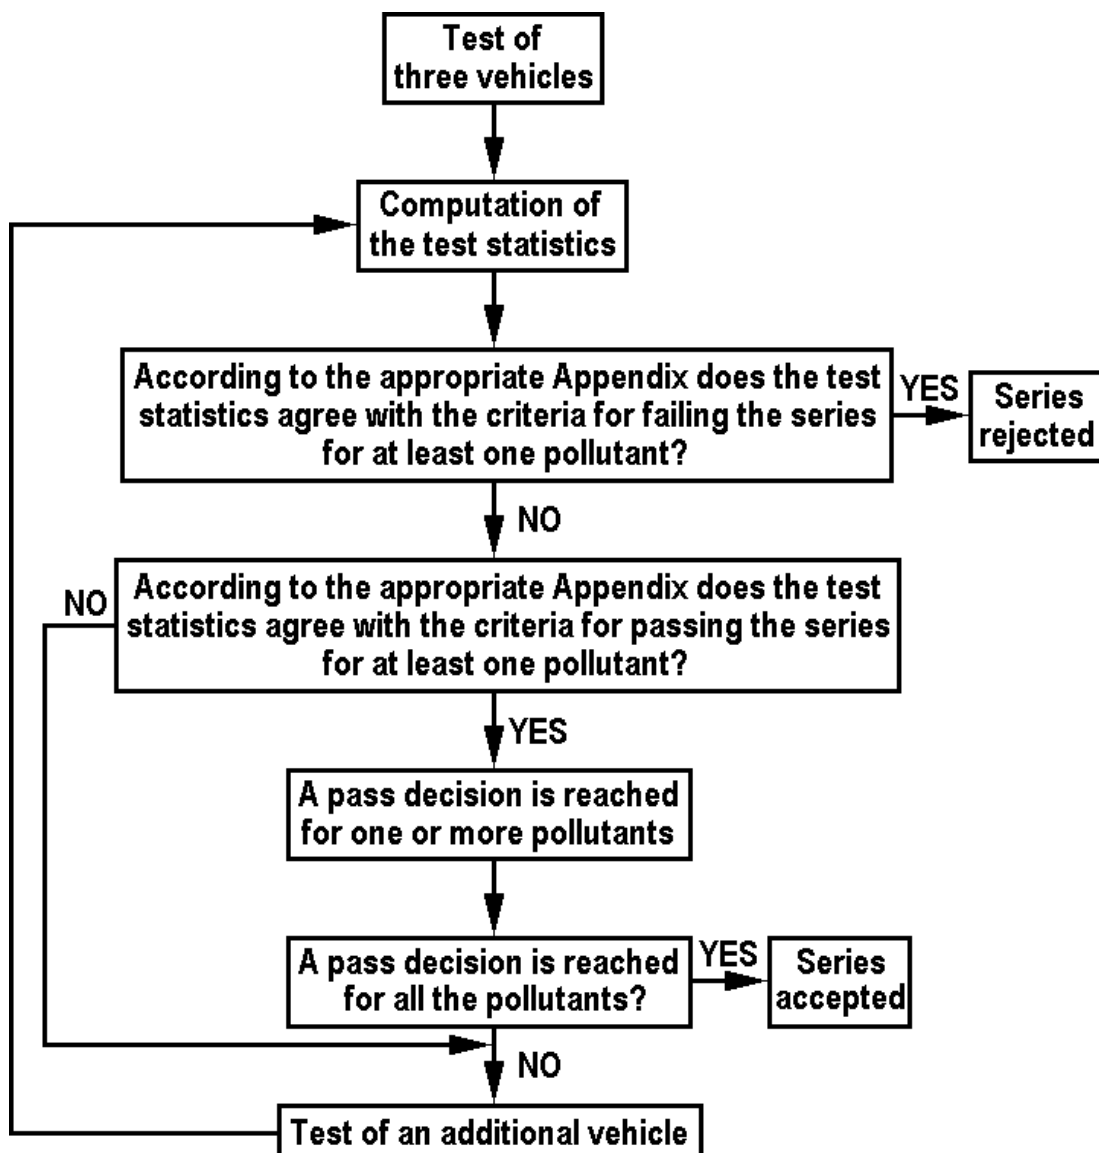 Test of
three vehicles
Computation of
the test statistics
According to the appropriate Appendix does the test
statistics agree with the criteria for failing the series
for at least one pollutant?
YES
Series
rejected
NO
According to the appropriate Appendix does the test
statistics agree with the criteria for passing the series
for at least one pollutant?
NO
YES
A pass decision is reached
for one or more pollutants
A pass decision is reached
for all the pollutants?
YES
Series
accepted
NO
Test of an additional vehicle